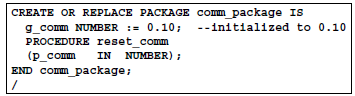 CREATE OR REPLACE PACKAGE comm_package IS
  g_comm NUMBER := 0.10;  --initialized to 0.10
  PROCEDURE reset_comm
  (p_comm   IN  NUMBER);
END comm_package;
/